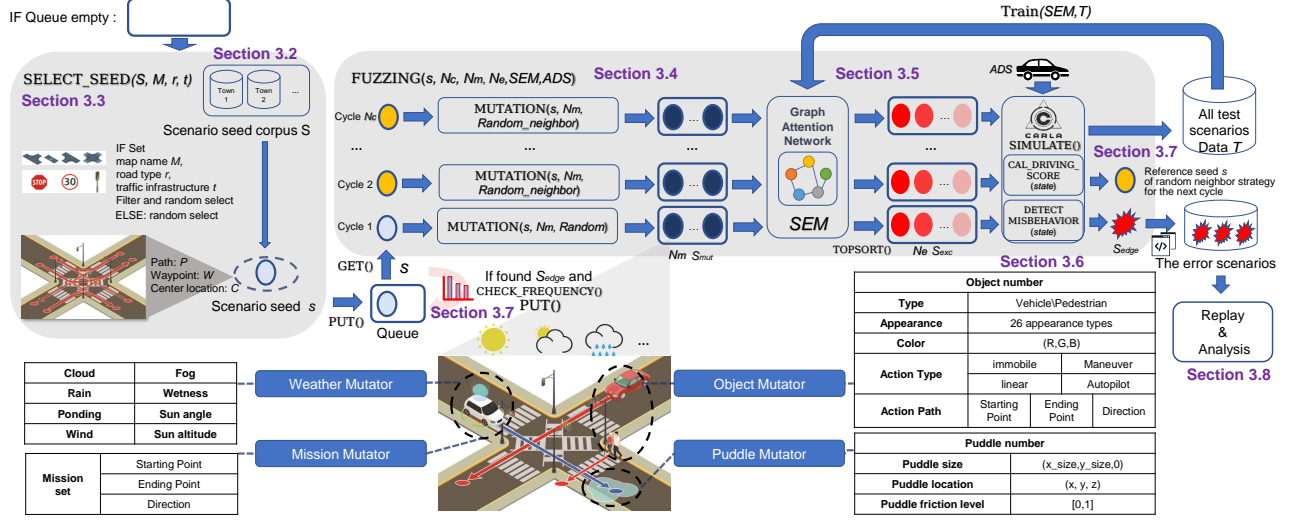 IF Queue empty :
Train(SEM,T)
Section 3.2
SELECT_SEED(S, M, r, t)
Section 3.3
Town
1
Town
2
...
Scenario seed corpus S
IF Set
map name M,
road type r,
traffic infrastructure t
Filter and random select
ELSE: random select
STOP
30
Path: P
Waypoint: W
Center location: C
Scenario seed s
FUZZING(s, Nc, Nm, Ne,SEM,ADS)
Section 3.4
Section 3.5
ADS
Cycle Nc
MUTATION(s, Nm,
Random_neighbor)
...
...
...
...
Cycle 2
MUTATION(s, Nm,
Random_neighbor)
...
Cycle 1
MUTATION(s, Nm, Random)
...
Nm Smut
Graph
Attention
Network
SEM
TOPSORT()
...
...
...
...
Ne Sexc
CARLA
SIMULATE()
CAL_DRIVING_
SCORE
(state)
DETECT
MISBEHAVIOR
(state)
Section 3.6
All test
scenarios
Data T
Section 3.7
Reference seed s
of random neighbor strategy
for the next cycle
Sedge
</>
The error scenarios
Replay
&
Analysis
Section 3.8
GET()
S
PUT()
Queue
Section 3.7
If found Sedge and
CHECK_FREQUENCY()
PUT()
...
Cloud Fog
Rain Wetness
Ponding Sun angle
Wind Sun altitude
Weather Mutator
Mission
set
Starting Point
Ending Point
Direction
Mission Mutator
Object Mutator
Puddle Mutator
Object number
Type Vehicle\Pedestrian
Appearance 26 appearance types
Color (R,G,B)
Action Type immobile Maneuver
linear Autopilot
Action Path Starting Point Ending Point Direction
Puddle number
Puddle size (x_size,y_size,0)
Puddle location (x, y, z)
Puddle friction level [0,1]